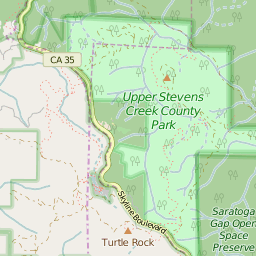 CA 35
Upper Stevens
Creek County
Park
Skyline Boulevard
Saratoga
Gap Open
Space
Preserve
Turtle Rock